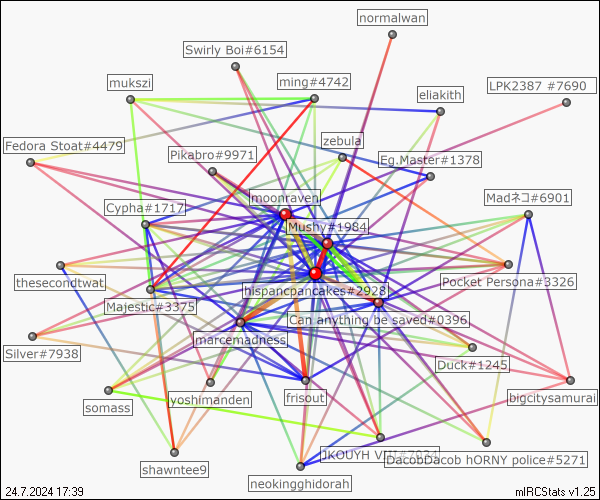 normalwan
Swirly Boi#6154
mukszi
ming#4742
eliakith
LPK2387 #7690
Fedora Stoat#4479
zebula
Pikabro#9971
Eg.Master#1378
moonraven
Madネコ#6901
Cypha#1717
Mushy#1984
thesecondtwat
hispancpancakes#2928
Pocket Persona#3326
Majestic#3375
Can anything be saved#0396
marcemadness
Silver#7938
Duck#1245
somass
yoshimanden
frisout
bigcitysamurai
shawntee9
DacobDacob hORNY police#5271
neokingghidorah
24.7.2024 17:39
mIRCStats v1.25